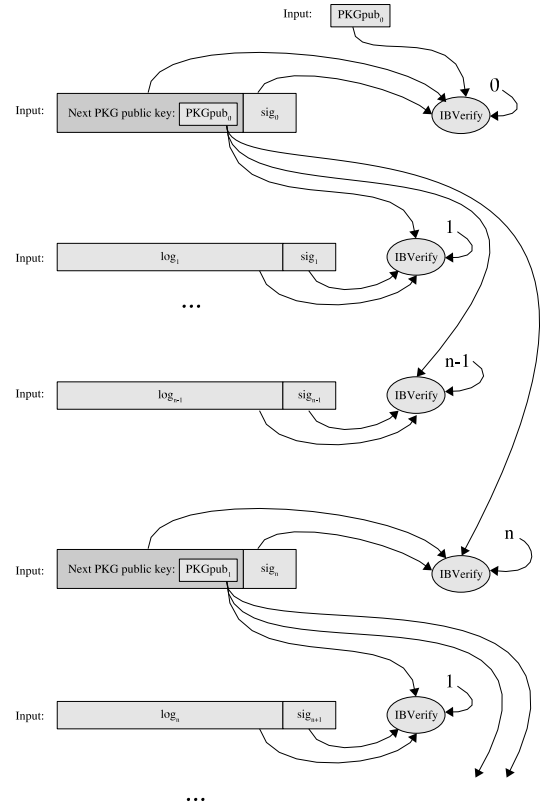 Input: PKGpub₀
Input: Next PKG public key: PKGpub₀ sig₀ IBVerify 0
Input: log₁ sig₁ IBVerify 1
...
Input: logₙ₋₁ sigₙ₋₁ IBVerify n-1
Input: Next PKG public key: PKGpub₁ sigₙ IBVerify n
Input: logₙ sigₙ₊₁ IBVerify 1
...